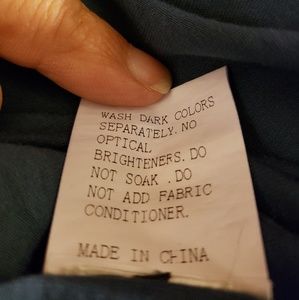 WASH DARK COLORS
SEPARATELY. NO
OPTICAL
BRIGHTENERS. DO
NOT SOAK .DO
NOT ADD FABRIC
CONDITIONER.
MADE IN CHINA